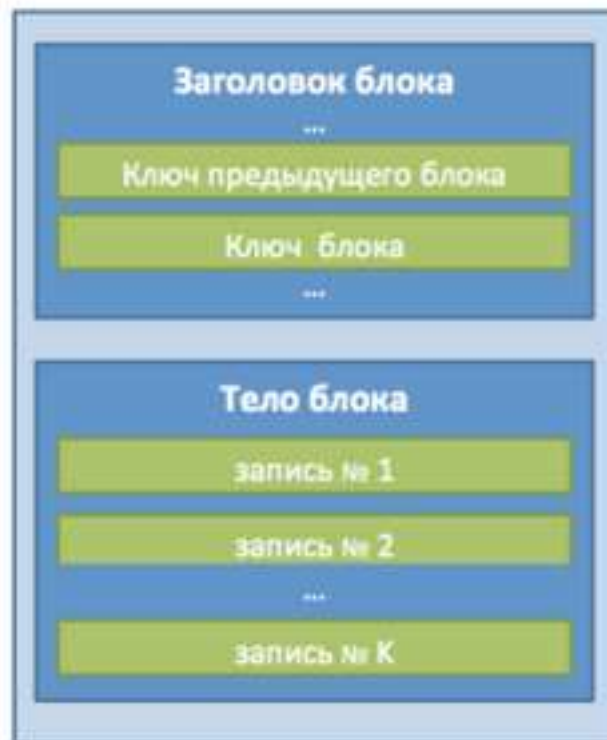 Заголовок блока
...
Ключ предыдущего блока
Ключ блока
...
Тело блока
запись № 1
запись № 2
...
запись № K